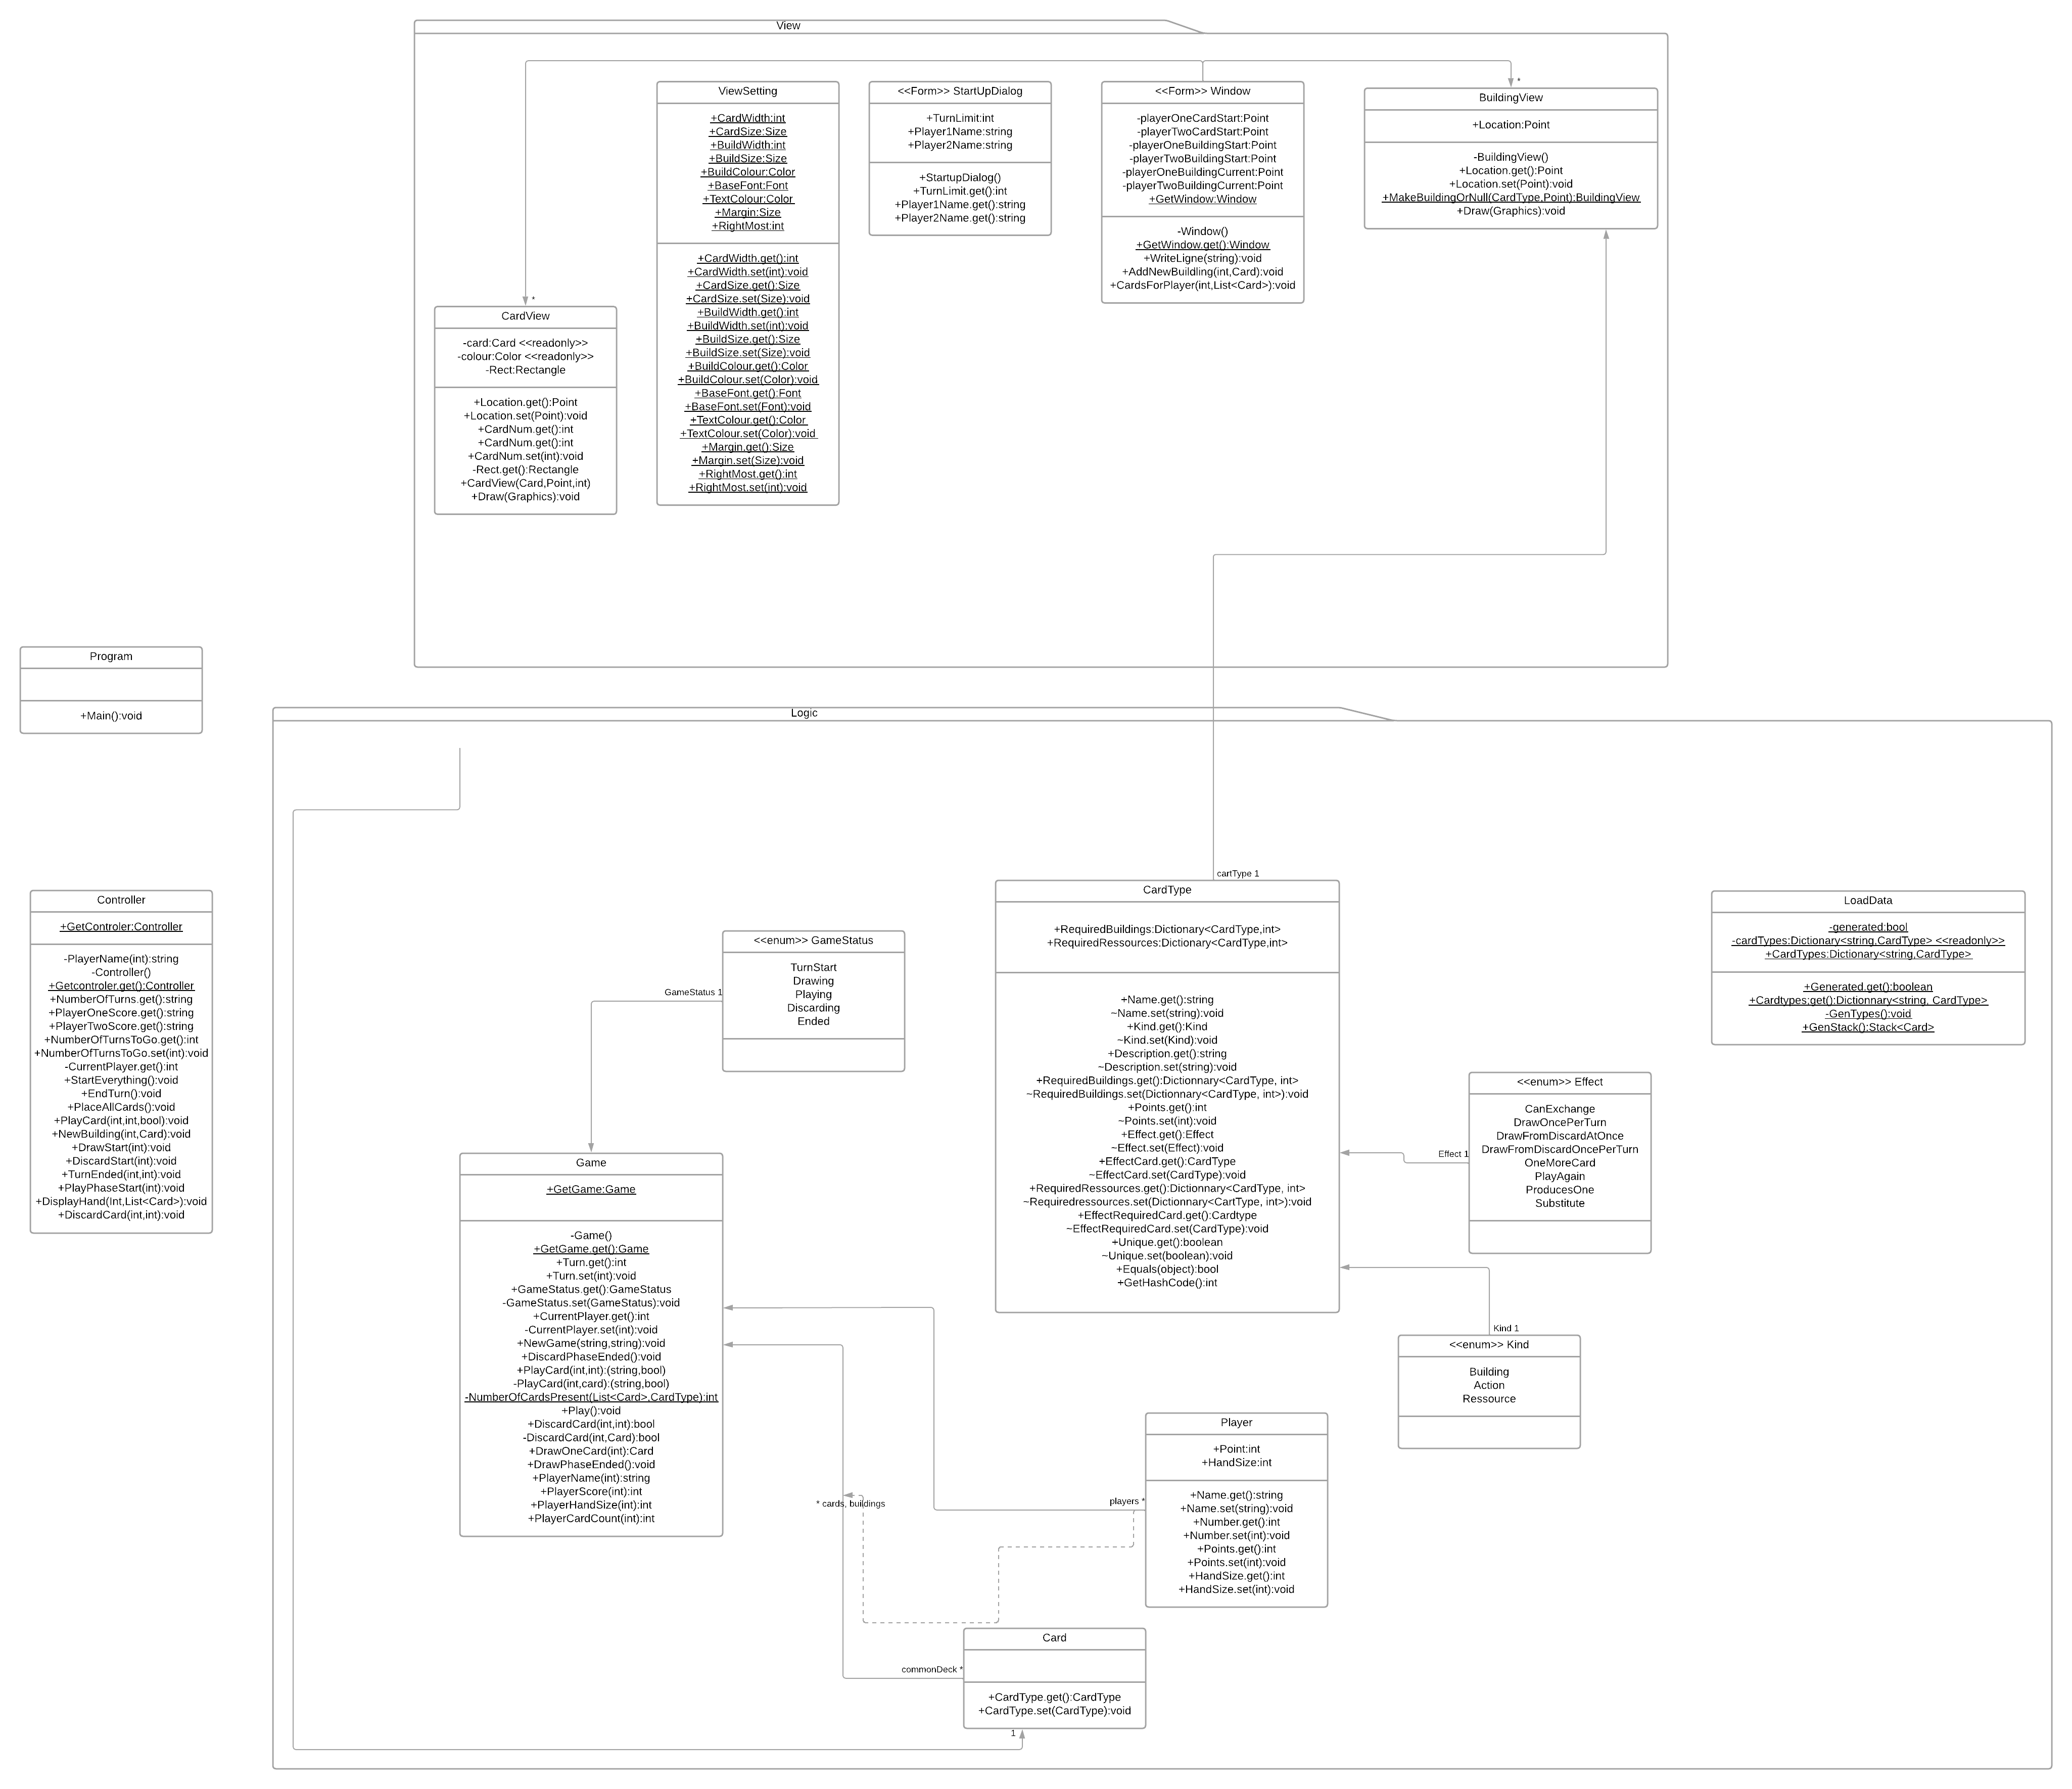 View
*
*
ViewSetting
+CardWidth:int
+CardSize:Size
+BuildWidth:int
+BuildSize:Size
+BuildColour:Color
+BaseFont:Font
+TextColour:Color
+Margin:Size
+RightMost:int
+CardWidth.get():int
+CardWidth.set(int):void
+CardSize.get():Size
+CardSize.set(Size):void
+BuildWidth.get():int
+BuildWidth.set(int):void
+BuildSize.get():Size
+BuildSize.set(Size):void
+BuildColour.get():Color
+BuildColour.set(Color):void
+BaseFont.get():Font
+BaseFont.set(Font):void
+TextColour.get():Color
+TextColour.set(Color):void
+Margin.get():Size
+Margin.set(Size):void
+RightMost.get():int
+RightMost.set(int):void
<<Form>> StartUpDialog
+TurnLimit:int
+Player1Name:string
+Player2Name:string
+StartupDialog()
+TurnLimit.get():int
+Player1Name.get():string
+Player2Name.get():string
<<Form>> Window
-playerOneCardStart:Point
-playerTwoCardStart:Point
-playerOneBuildingStart:Point
-playerTwoBuildingStart:Point
-playerOneBuildingCurrent:Point
-playerTwoBuildingCurrent:Point
+GetWindow:Window
-Window()
+GetWindow.get():Window
+WriteLigne(string):void
+AddNewBuildling(int,Card):void
+CardsForPlayer(int,List<Card>):void
BuildingView
+Location:Point
-BuildingView()
+Location.get():Point
+Location.set(Point):void
+MakeBuildingOrNull(CardType,Point):BuildingView
+Draw(Graphics):void
CardView
-card:Card <<readonly>>
-colour:Color <<readonly>>
-Rect:Rectangle
+Location.get():Point
+Location.set(Point):void
+CardNum.get():int
+CardNum.get():int
+CardNum.set(int):void
-Rect.get():Rectangle
+CardView(Card,Point,int)
+Draw(Graphics):void
Program
+Main():void
Logic
cartType 1
Controller
+GetControler:Controller
-PlayerName(int):string
-Controller()
+Getcontroler.get():Controller
+NumberOfTurns.get():string
+PlayerOneScore.get():string
+PlayerTwoScore.get():string
+NumberOfTurnsToGo.get():int
+NumberOfTurnsToGo.set(int):void
-CurrentPlayer.get():int
+StartEverything():void
+EndTurn():void
+PlaceAllCards():void
+PlayCard(int,int,bool):void
+NewBuilding(int,Card):void
+DrawStart(int):void
+DiscardStart(int):void
+TurnEnded(int,int):void
+PlayPhaseStart(int):void
+DisplayHand(Int,List<Card>):void
+DiscardCard(int,int):void
<<enum>> GameStatus
TurnStart
Drawing
Playing
Discarding
Ended
GameStatus 1
CardType
+RequiredBuildings:Dictionary<CardType,int>
+RequiredRessources:Dictionary<CardType,int>
+Name.get():string
~Name.set(string):void
+Kind.get():Kind
~Kind.set(Kind):void
+Description.get():string
~Description.set(string):void
+RequiredBuildings.get():Dictionnary<CardType, int>
~RequiredBuildings.set(Dictionnary<CardType, int>):void
+Points.get():int
~Points.set(int):void
+Effect.get():Effect
~Effect.set(Effect):void
+EffectCard.get():CardType
~EffectCard.set(CardType):void
+RequiredRessources.get():Dictionnary<CardType, int>
~Requiredressources.set(Dictionnary<CartType, int>):void
+EffectRequiredCard.get():Cardtype
~EffectRequiredCard.set(CardType):void
+Unique.get():boolean
~Unique.set(boolean):void
+Equals(object):bool
+GetHashCode():int
LoadData
-generated:bool
-cardTypes:Dictionary<string,CardType> <<readonly>>
+CardTypes:Dictionary<string,CardType>
+Generated.get():boolean
+Cardtypes;get():Dictionnary<string, CardType>
-GenTypes():void
+GenStack():Stack<Card>
<<enum>> Effect
CanExchange
DrawOncePerTurn
DrawFromDiscardAtOnce
DrawFromDiscardOncePerTurn
OneMoreCard
PlayAgain
ProducesOne
Substitute
Effect 1
Kind 1
<<enum>> Kind
Building
Action
Ressource
Game
+GetGame:Game
-Game()
+GetGame.get():Game
+Turn.get():int
+Turn.set(int):void
+GameStatus.get():GameStatus
-GameStatus.set(GameStatus):void
+CurrentPlayer.get():int
-CurrentPlayer.set(int):void
+NewGame(string,string):void
+DiscardPhaseEnded():void
+PlayCard(int,int):(string,bool)
-PlayCard(int,card):(string,bool)
-NumberOfCardsPresent(List<Card>,CardType):int
+Play():void
+DiscardCard(int,int):bool
-DiscardCard(int,Card):bool
+DrawOneCard(int):Card
+DrawPhaseEnded():void
+PlayerName(int):string
+PlayerScore(int):int
+PlayerHandSize(int):int
+PlayerCardCount(int):int
* cards, buildings
players *
Player
+Point:int
+HandSize:int
+Name.get():string
+Name.set(string):void
+Number.get():int
+Number.set(int):void
+Points.get():int
+Points.set(int):void
+HandSize.get():int
+HandSize.set(int):void
commonDeck *
Card
+CardType.get():CardType
+CardType.set(CardType):void
1